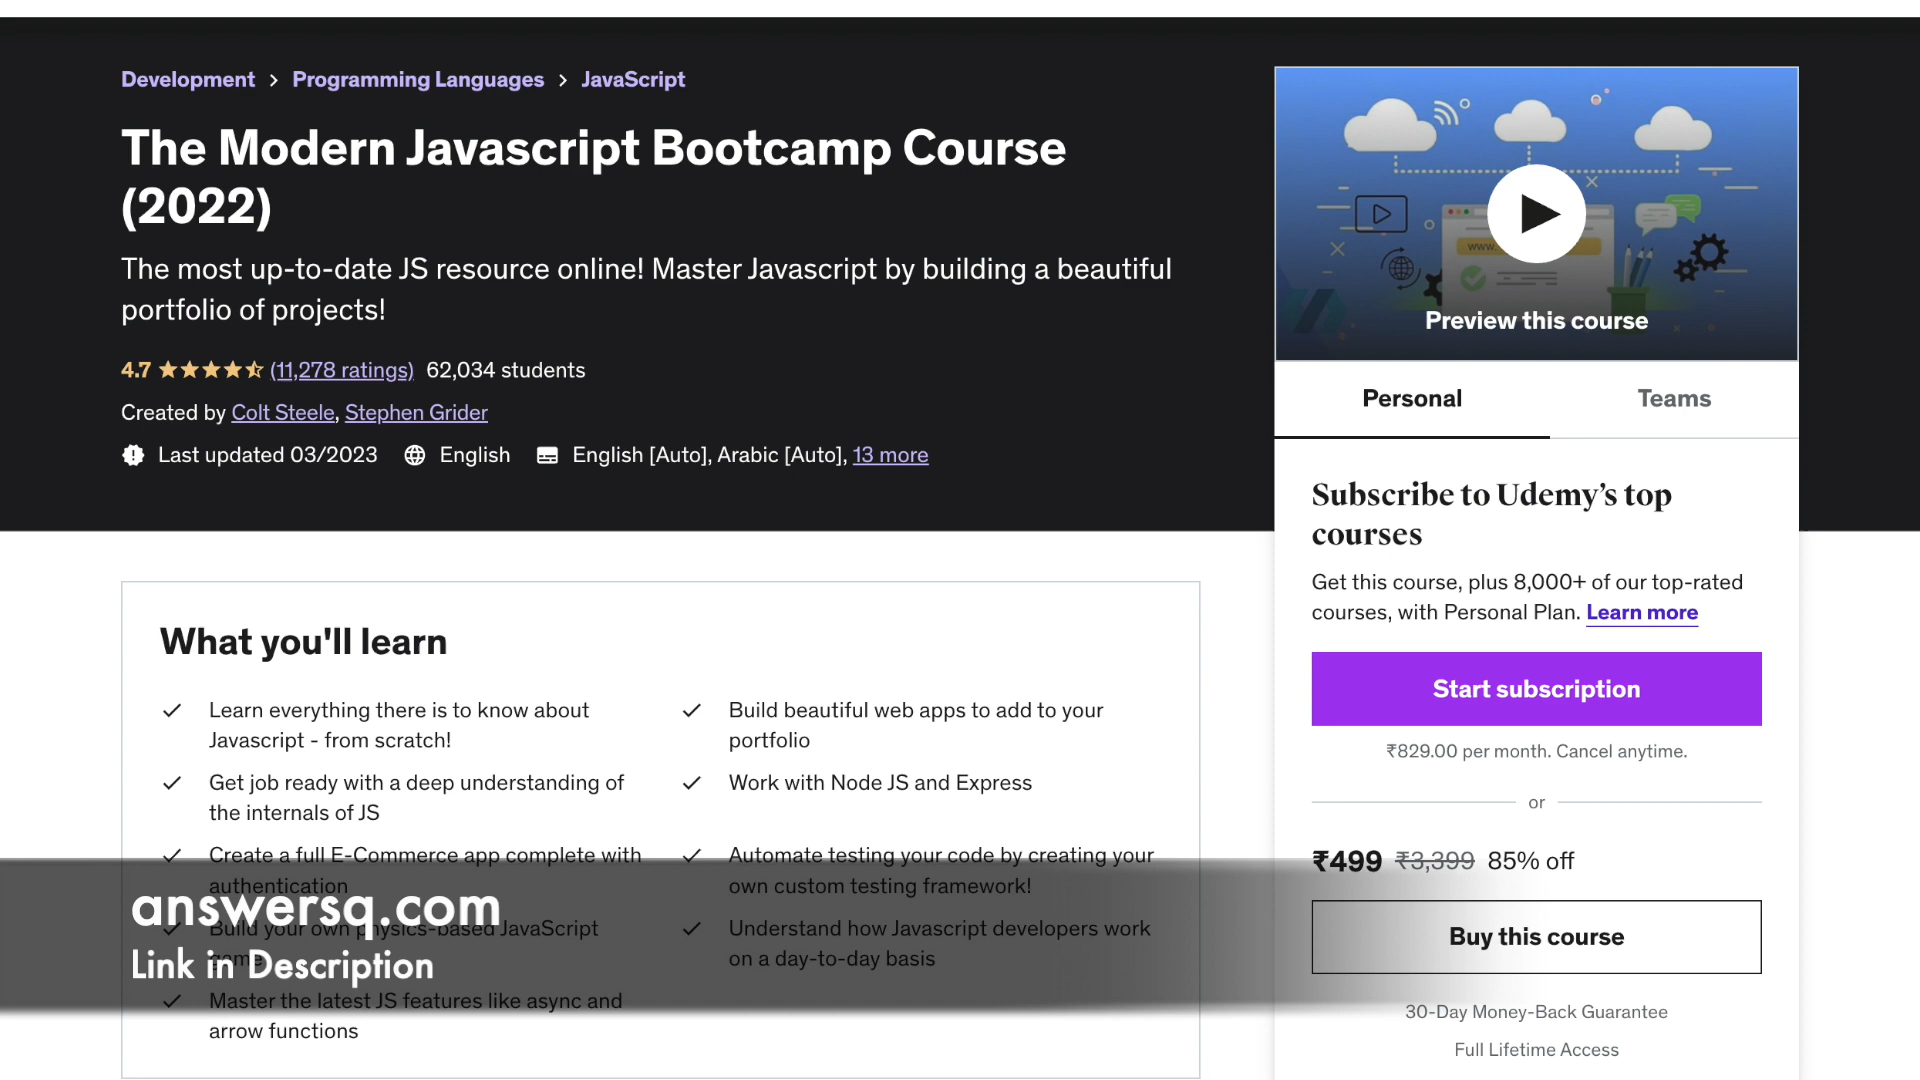 Development > Programming Languages > JavaScript
The Modern Javascript Bootcamp Course
(2022)
The most up-to-date JS resource online! Master Javascript by building a beautiful
portfolio of projects!
4.7 (11,278 ratings) 62,034 students
Created by Colt Steele, Stephen Grider
Last updated 03/2023 English English [Auto], Arabic [Auto], 13 more
www.
Preview this course
Personal Teams
Subscribe to Udemy’s top
courses
Get this course, plus 8,000+ of our top-rated
courses, with Personal Plan. Learn more
Start subscription
₹829.00 per month. Cancel anytime.
or
₹499 ₹3,399 85% off
Buy this course
30-Day Money-Back Guarantee
Full Lifetime Access
What you'll learn
Learn everything there is to know about
Javascript - from scratch!
Get job ready with a deep understanding of
the internals of JS
Create a full E-Commerce app complete with
authentication
Build your own physics-based JavaScript
game
Master the latest JS features like async and
arrow functions
Build beautiful web apps to add to your
portfolio
Work with Node JS and Express
Automate testing your code by creating your
own custom testing framework!
Understand how Javascript developers work
on a day-to-day basis
answersq.com
Link in Description